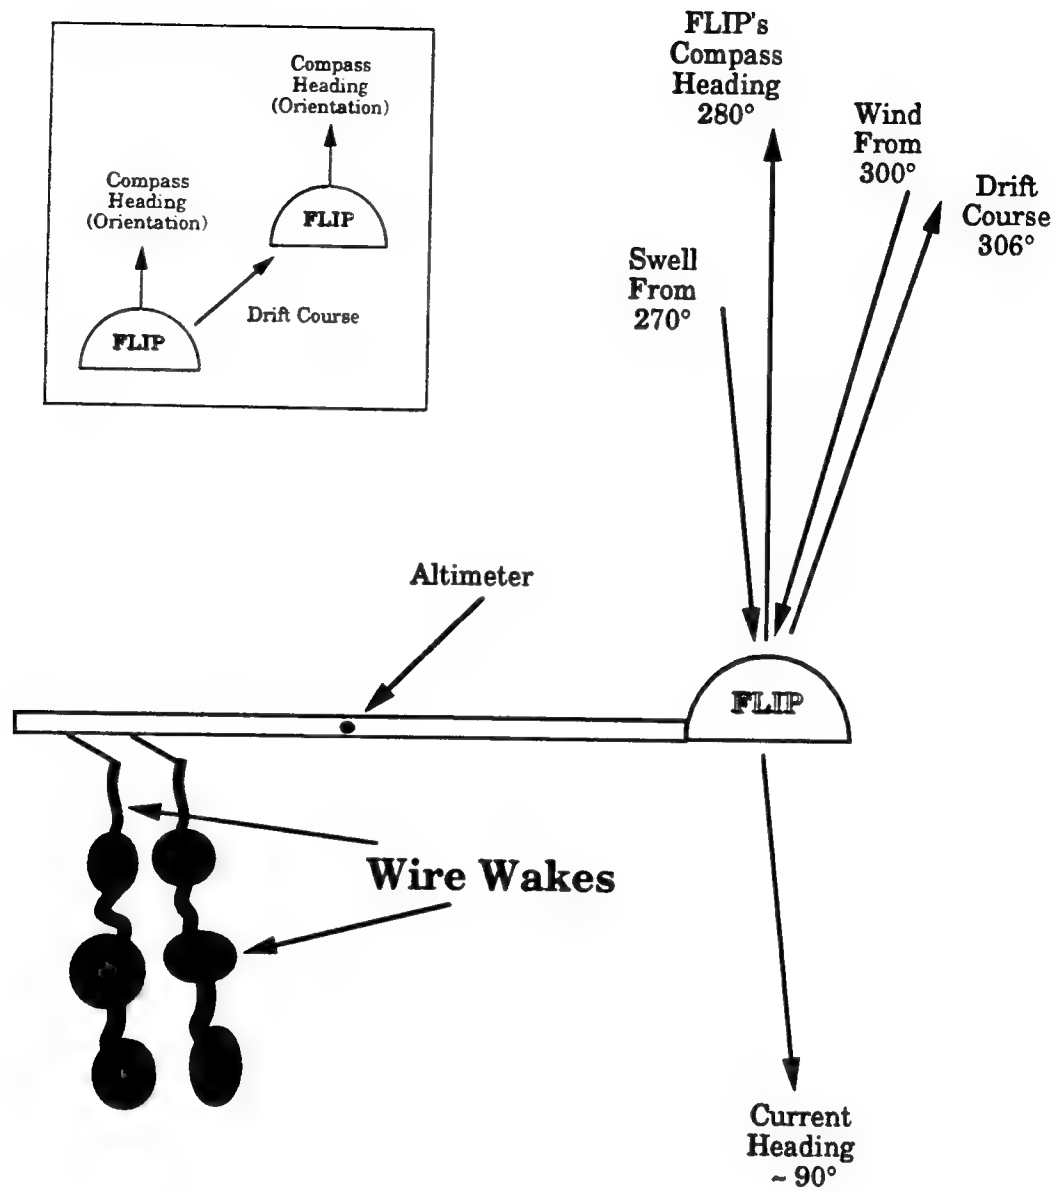 Compass
Heading
(Orientation)
FLIP
Compass
Heading
(Orientation)
FLIP
Drift Course
FLIP's
Compass
Heading
280°
Wind
From
300°
Drift
Course
306°
Swell
From
270°
Altimeter
FLIP
Wire Wakes
Current
Heading
~ 90°